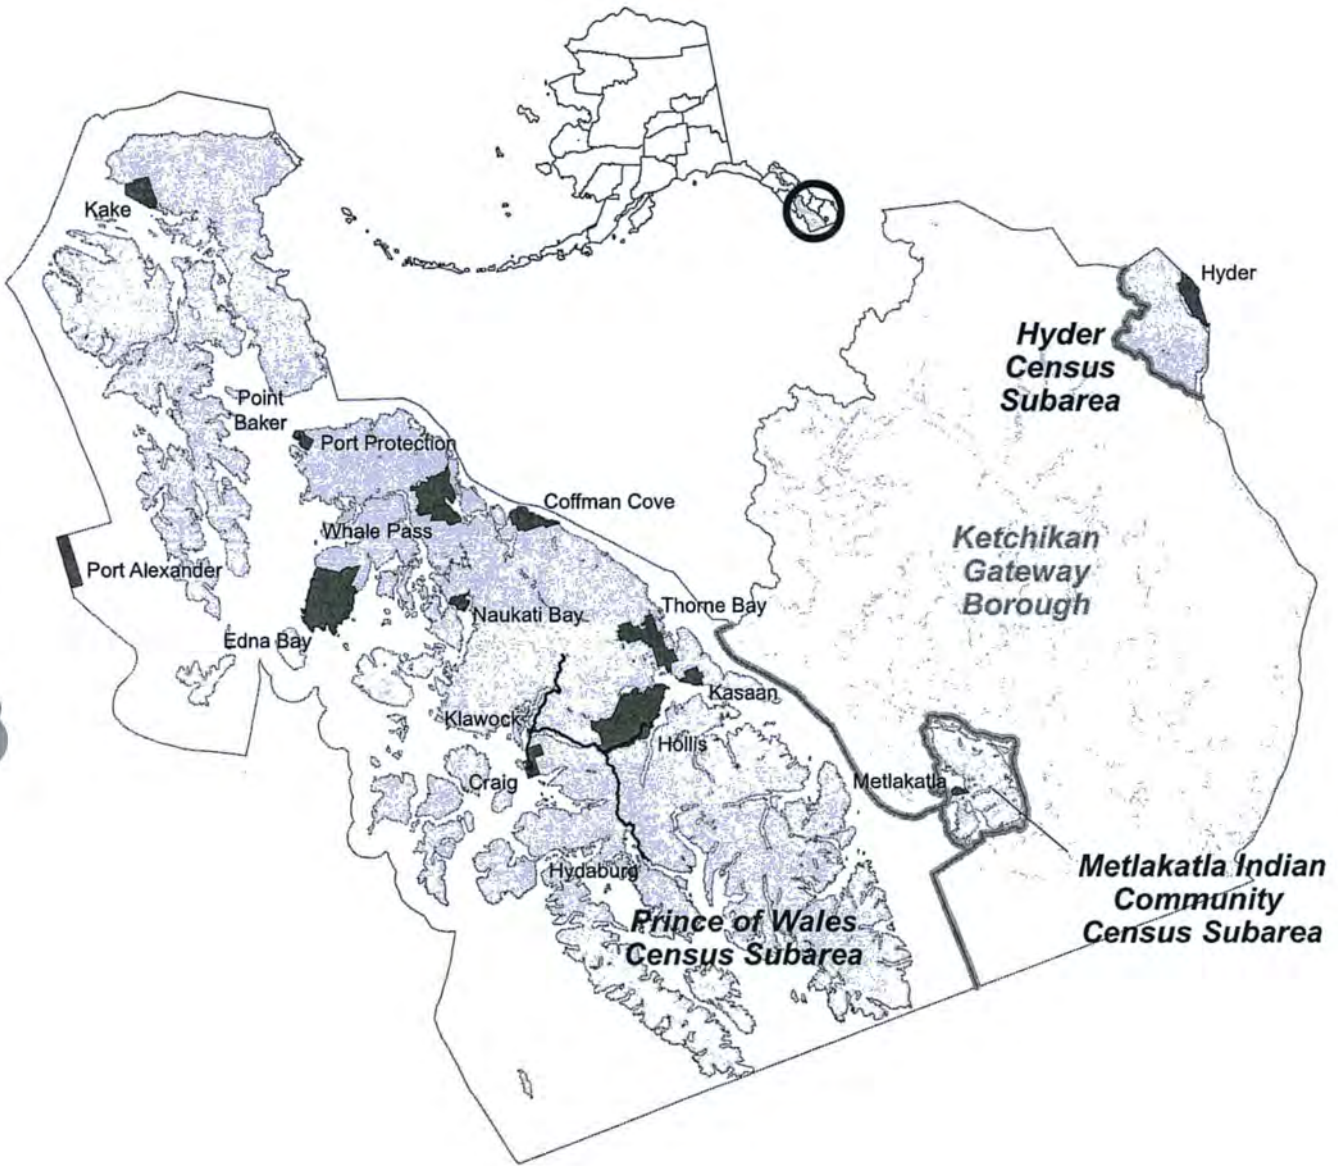 Kake
Hyder
Hyder
Census
Subarea
Point
Baker
Port Protection
Coffman Cove
Whale Pass
Ketchikan
Gateway
Borough
Port Alexander
Naukati Bay
Thorne Bay
Edna Bay
Kasaan
Klawock
Hollis
Craig
Metlakatla
Hydaburg
Metlakatla Indian
Community
Census Subarea
Prince of Wales
Census Subarea